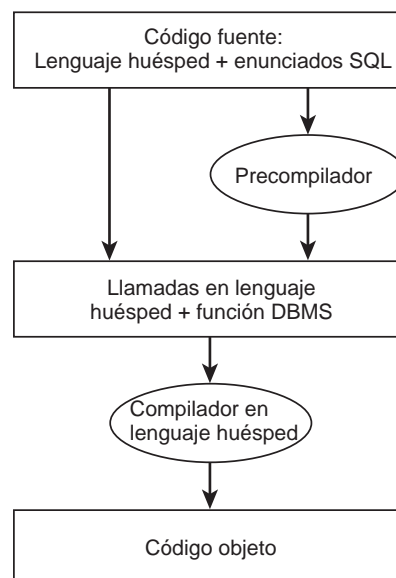 Código fuente:
Lenguaje huésped + enunciados SQL
Precompilador
Llamadas en lenguaje
huésped + función DBMS
Compilador en
lenguaje huésped
Código objeto